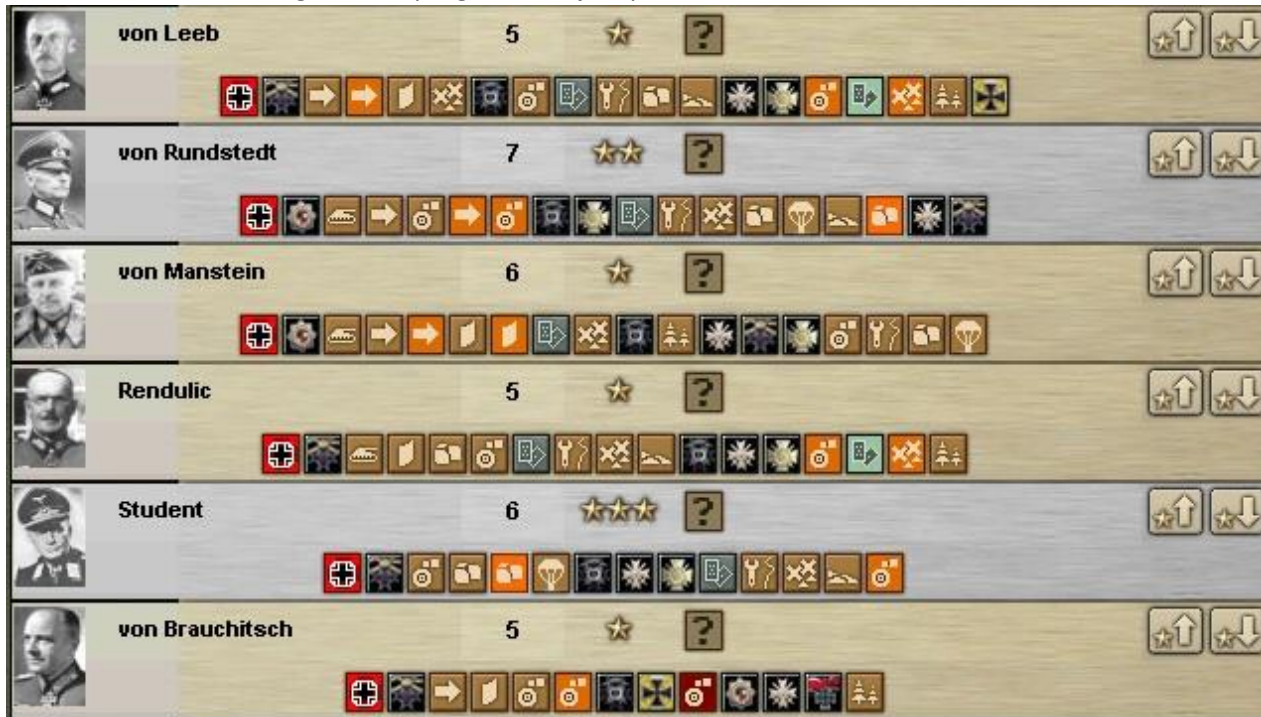 von Leeb 5 ?
von Rundstedt 7 ?
von Manstein 6 ?
Rendulic 5 ?
Student 6 ?
von Brauchitsch 5 ?